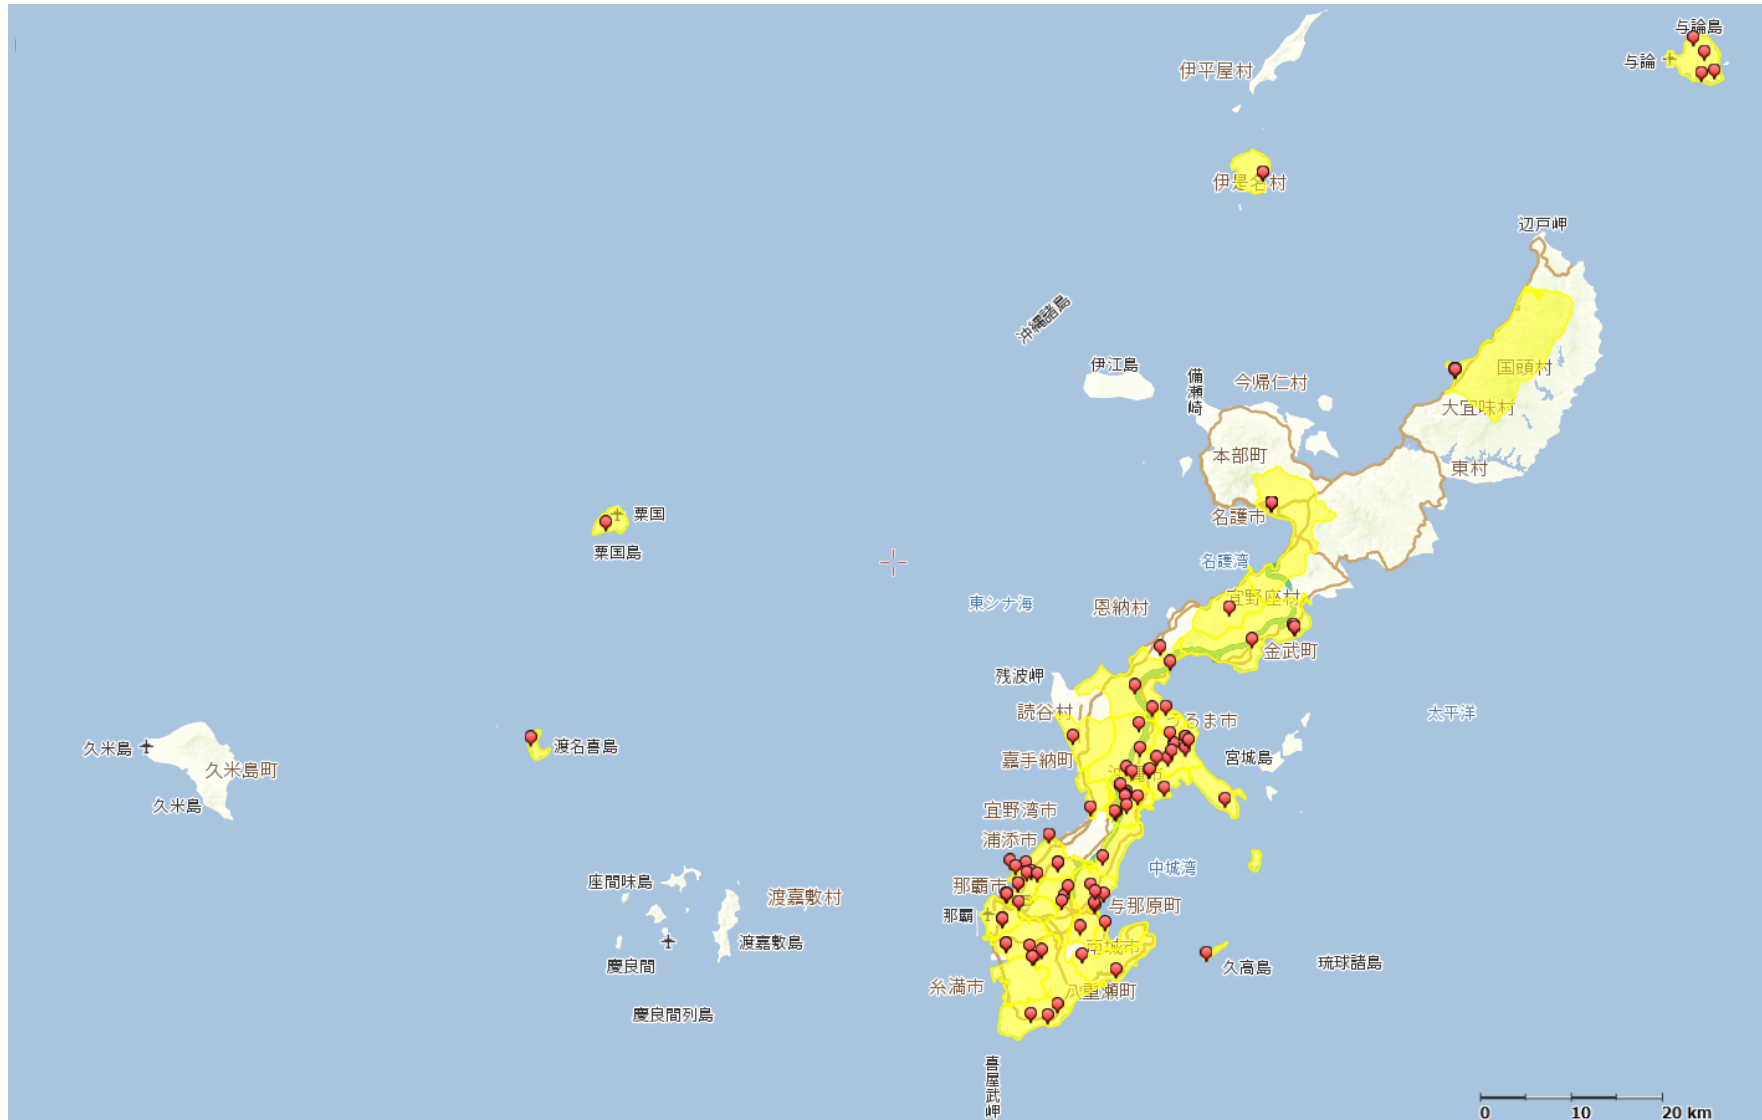 与論島
与論
伊平屋村
伊是名村
辺戸岬
沖縄諸島
伊江島
備瀬崎
今帰仁村
国頭村
大宜味村
本部町
東村
名護市
粟国
粟国島
名護湾
東シナ海
恩納村
宜野座村
金武町
残波岬
読谷村
うるま市
太平洋
久米島
久米島町
渡名喜島
嘉手納町
宮城島
沖縄市
久米島
宜野湾市
浦添市
中城湾
座間味島
渡嘉敷村
那覇市
与那原町
那覇
渡嘉敷島
南城市
慶良間
久高島
琉球諸島
糸満市
八重瀬町
慶良間列島
喜屋武岬
0 10 20 km